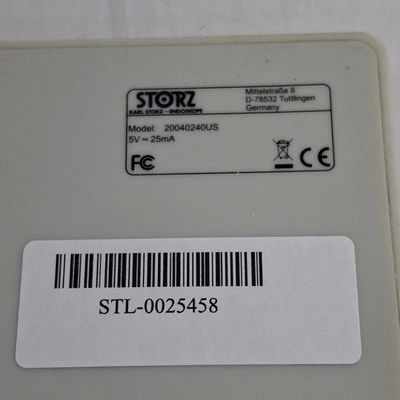 STORZ
KARL STORZ – ENDOSKOPE
Mittelstraße 8
D-78532 Tuttlingen
Germany
Model: 20040240US
5V ⎓ 25mA
FC CE
STL-0025458